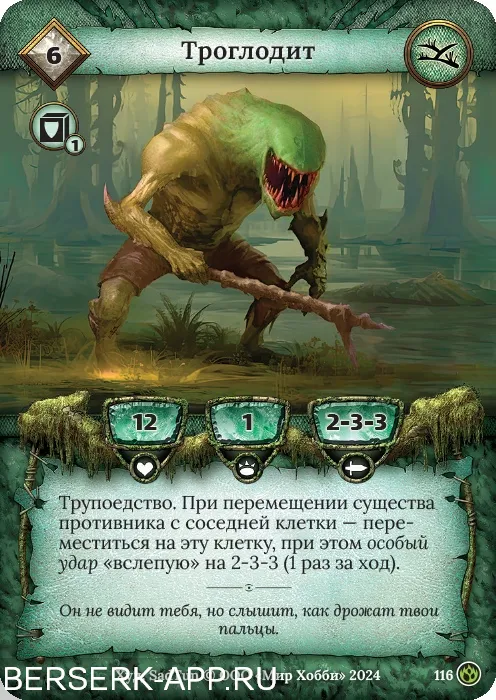 6
Троглодит
1
12
1
2-3-3
Трупоедство. При перемещении существа
противника с соседней клетки — пере-
меститься на эту клетку, при этом особый
удар «вслепую» на 2-3-3 (1 раз за ход).
Он не видит тебя, но слышит, как дрожат твои
пальцы.
© ООО «Мир Хобби» 2024
116
BERSERK-APP.RU